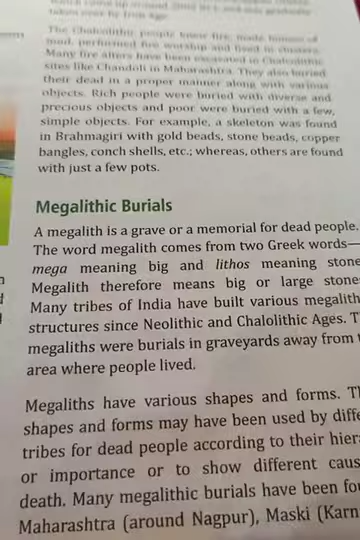 The Chalcolithic people knew fire, made houses of
mud, performed fire worship and lived in clusters.
Many fire altars have been excavated in Chalcolithic
sites like Chandoli in Maharashtra. They also buried
their dead in a proper manner along with various
objects. Rich people were buried with diverse and
precious objects and poor were buried with a few,
simple objects. For example, a skeleton was found
in Brahmagiri with gold beads, stone beads, copper
bangles, conch shells, etc.; whereas, others are found
with just a few pots.
Megalithic Burials
A megalith is a grave or a memorial for dead people.
The word megalith comes from two Greek words—
mega meaning big and lithos meaning stone
Megalith therefore means big or large stone
Many tribes of India have built various megalith
structures since Neolithic and Chalolithic Ages. T
megaliths were burials in graveyards away from t
area where people lived.
Megaliths have various shapes and forms. Th
shapes and forms may have been used by diffe
tribes for dead people according to their hiera
or importance or to show different caus
death. Many megalithic burials have been fou
Maharashtra (around Nagpur), Maski (Karn